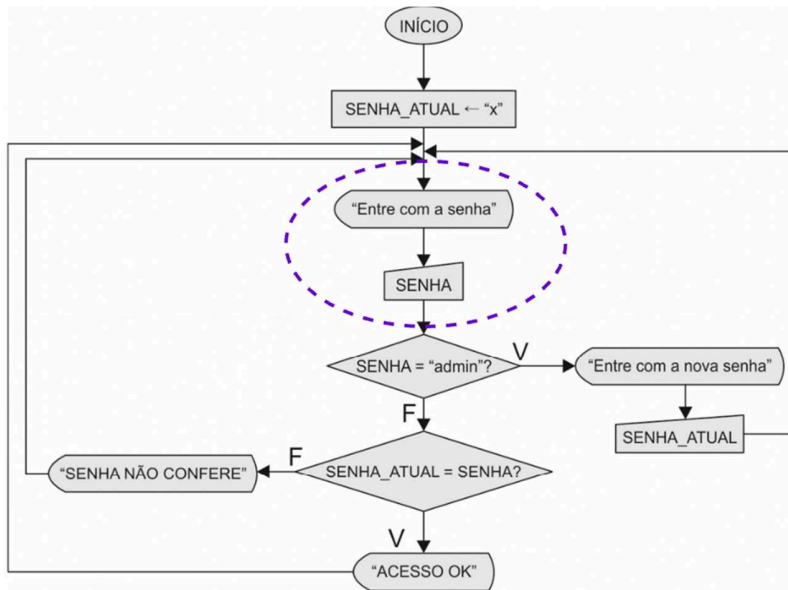 INÍCIO
SENHA_ATUAL ← “x”
“Entre com a senha”
SENHA
SENHA = “admin”?
V
“Entre com a nova senha”
SENHA_ATUAL
F
SENHA_ATUAL = SENHA?
F
“SENHA NÃO CONFERE”
V
“ACESSO OK”